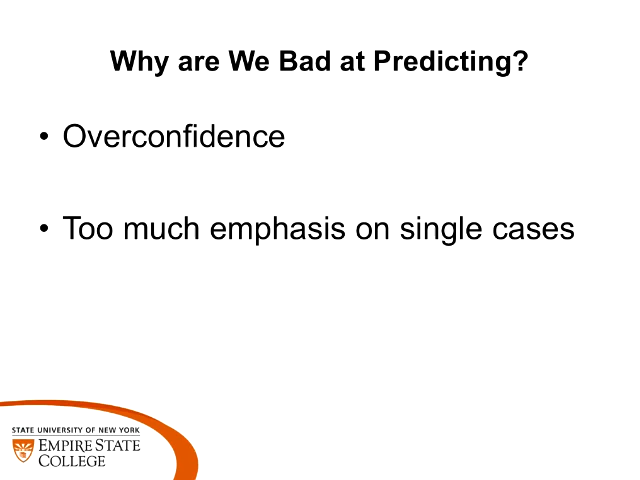 Why are We Bad at Predicting?
• Overconfidence
• Too much emphasis on single cases
STATE UNIVERSITY OF NEW YORK
EMPIRE STATE
COLLEGE